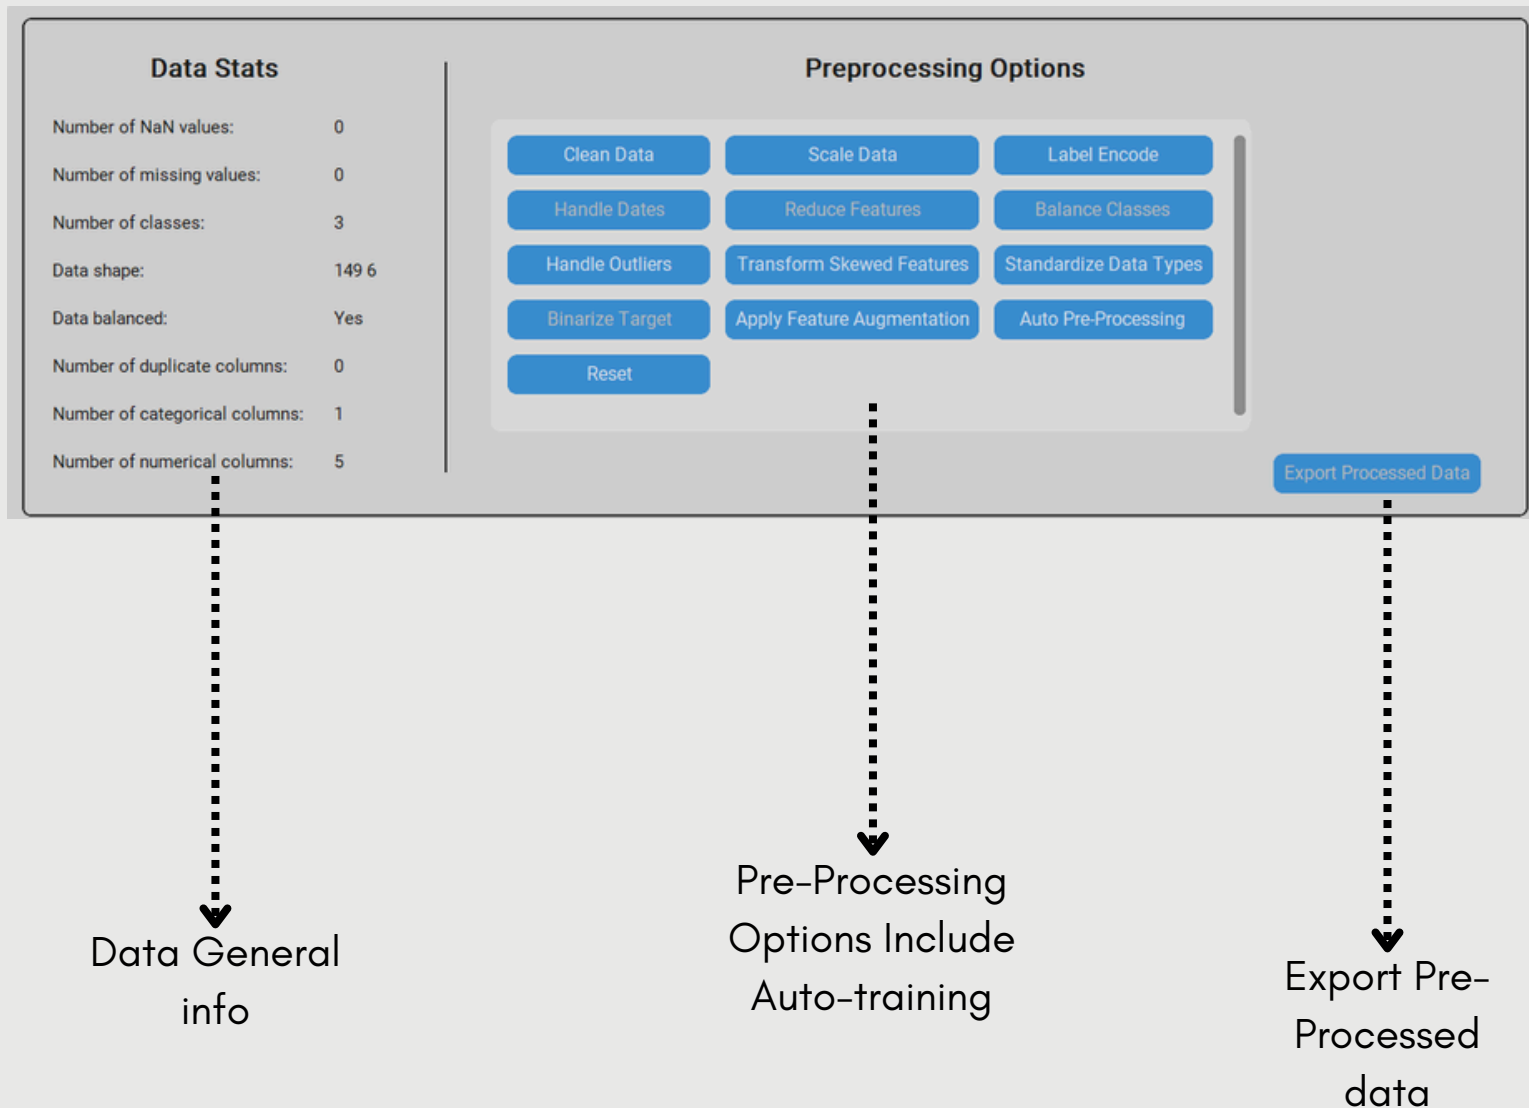 Data Stats
Number of NaN values: 0
Number of missing values: 0
Number of classes: 3
Data shape: 149 6
Data balanced: Yes
Number of duplicate columns: 0
Number of categorical columns: 1
Number of numerical columns: 5
Preprocessing Options
Clean Data Scale Data Label Encode
Handle Dates Reduce Features Balance Classes
Handle Outliers Transform Skewed Features Standardize Data Types
Binarize Target Apply Feature Augmentation Auto Pre-Processing
Reset
Export Processed Data
Data General
info
Pre-Processing
Options Include
Auto-training
Export Pre-
Processed
data